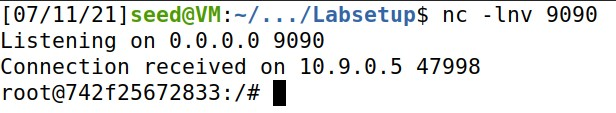 [07/11/21]seed@VM:~/.../Labsetup$ nc -lnv 9090
Listening on 0.0.0.0 9090
Connection received on 10.9.0.5 47998
root@742f25672833:/#